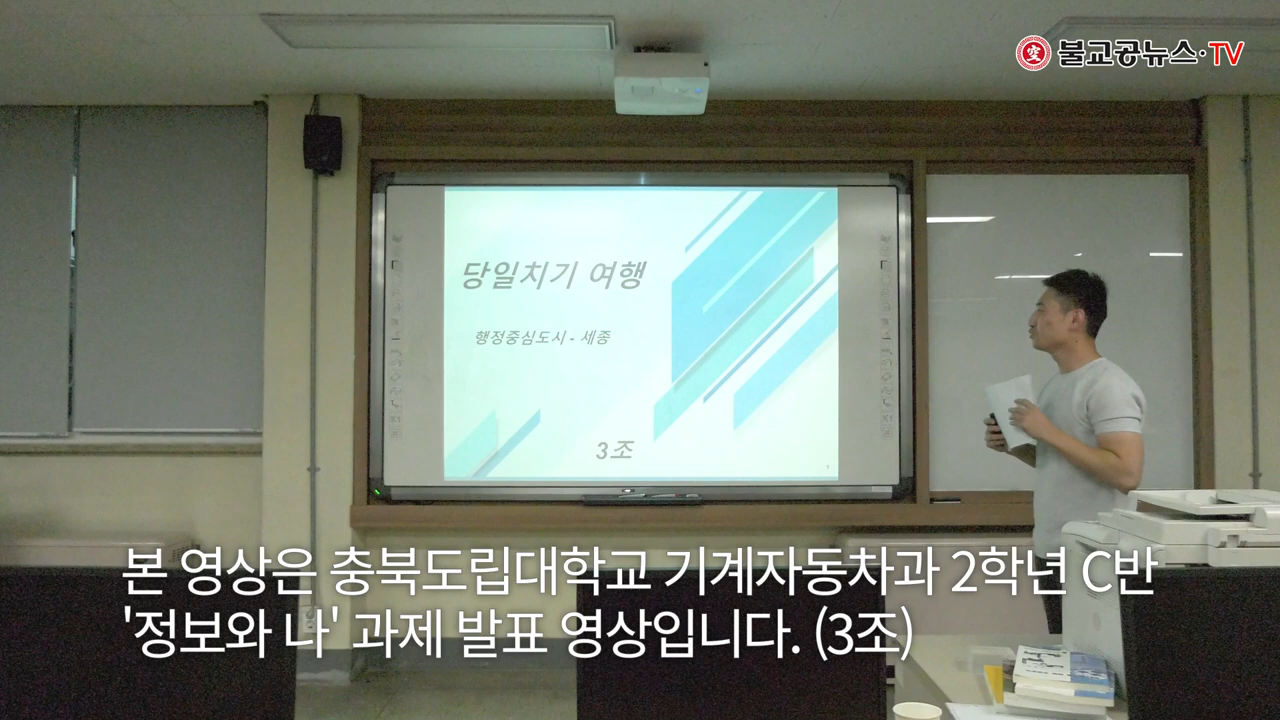 空 불교공뉴스·TV
당일치기 여행
행정중심도시 - 세종
3조
본 영상은 충북도립대학교 기계자동차과 2학년 C반
'정보와 나' 과제 발표 영상입니다. (3조)